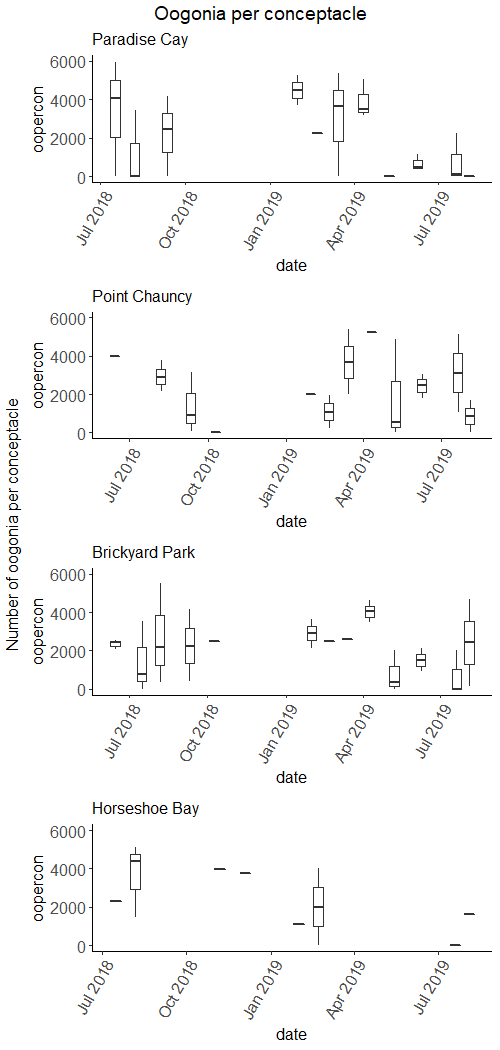 Oogonia per conceptacle
Number of oogonia per conceptacle
Paradise Cay
oopercon
6000
4000
2000
0
Jul 2018
Oct 2018
Jan 2019
Apr 2019
Jul 2019
date
Point Chauncy
oopercon
6000
4000
2000
0
Jul 2018
Oct 2018
Jan 2019
Apr 2019
Jul 2019
date
Brickyard Park
oopercon
6000
4000
2000
0
Jul 2018
Oct 2018
Jan 2019
Apr 2019
Jul 2019
date
Horseshoe Bay
oopercon
6000
4000
2000
0
Jul 2018
Oct 2018
Jan 2019
Apr 2019
Jul 2019
date